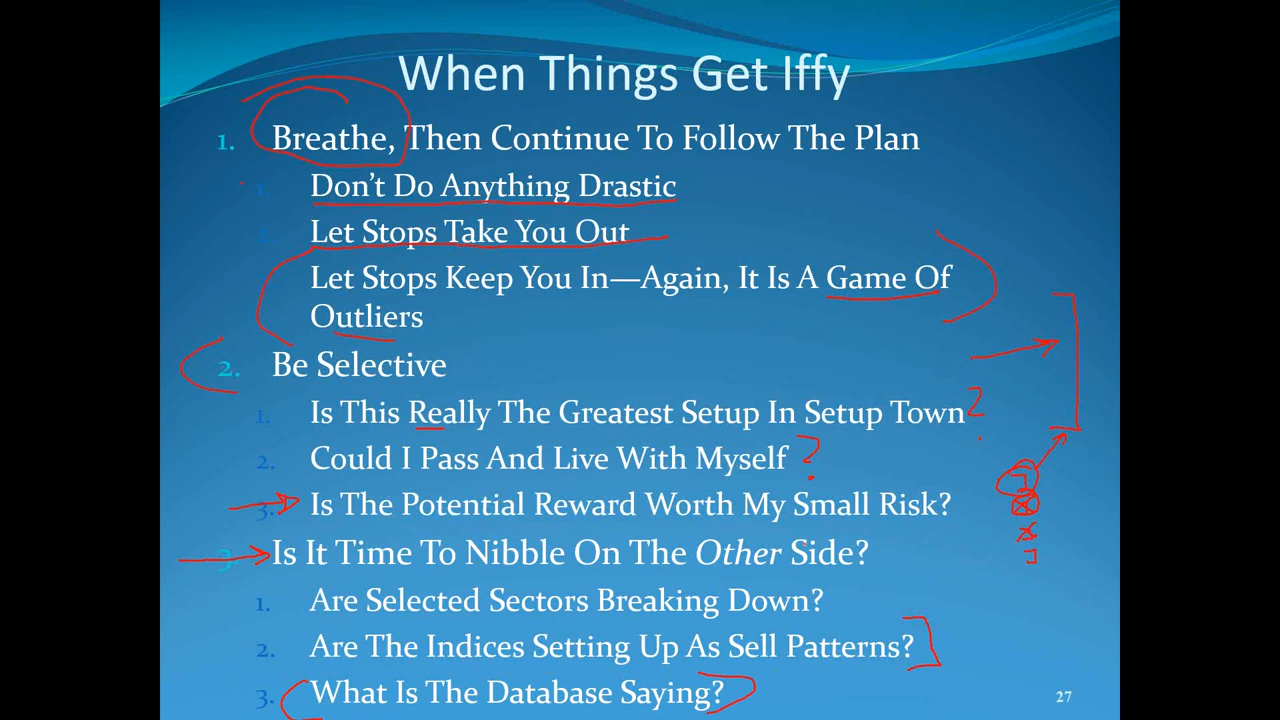 When Things Get Iffy
1. Breathe, Then Continue To Follow The Plan
1. Don't Do Anything Drastic
2. Let Stops Take You Out
Let Stops Keep You In—Again, It Is A Game Of
Outliers
2. Be Selective
1. Is This Really The Greatest Setup In Setup Town?
2. Could I Pass And Live With Myself ?
3. Is The Potential Reward Worth My Small Risk?
3. Is It Time To Nibble On The Other Side?
1. Are Selected Sectors Breaking Down?
2. Are The Indices Setting Up As Sell Patterns?
3. What Is The Database Saying?
27